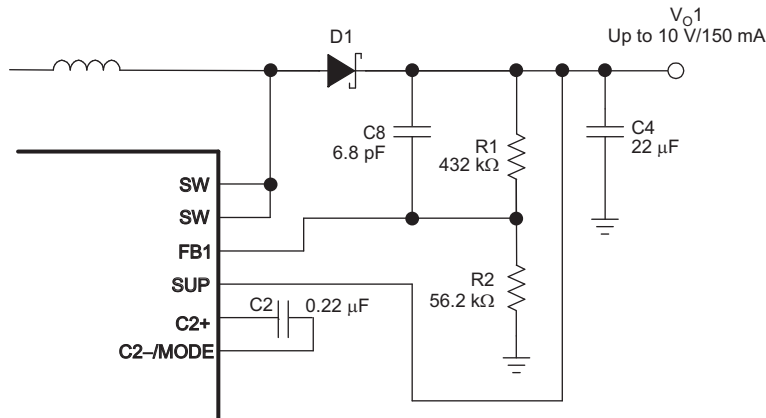 V_O1
Up to 10 V/150 mA
D1
C8
6.8 pF
R1
432 kΩ
C4
22 μF
SW
SW
FB1
SUP
R2
56.2 kΩ
C2
0.22 μF
C2+
C2–/MODE